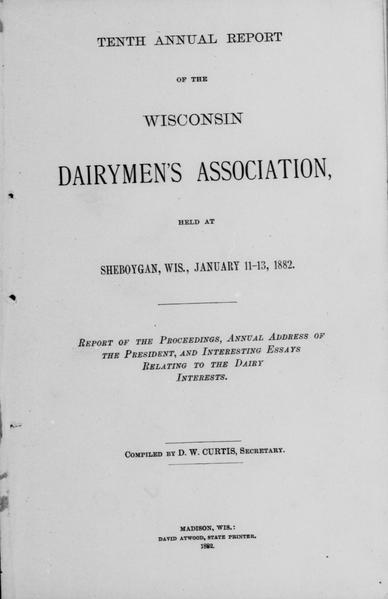 TENTH ANNUAL REPORT
OF THE
WISCONSIN
DAIRYMEN'S ASSOCIATION,
HELD AT
SHEBOYGAN, WIS., JANUARY 11-13, 1882.
REPORT OF THE PROCEEDINGS, ANNUAL ADDRESS OF
THE PRESIDENT, AND INTERESTING ESSAYS
RELATING TO THE DAIRY
INTERESTS.
COMPILED BY D. W. CURTIS, SECRETARY.
MADISON, WIS.:
DAVID ATWOOD, STATE PRINTER.
1882.